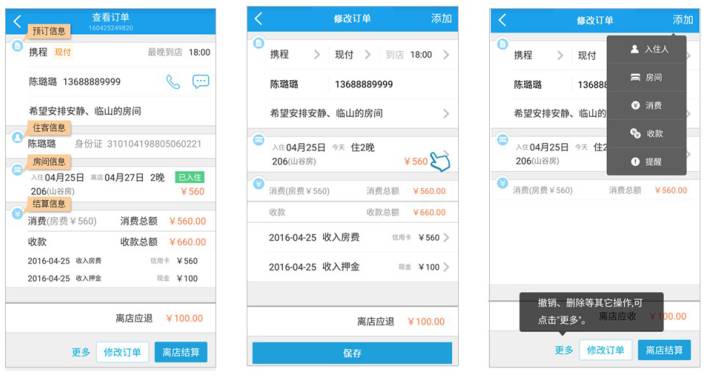 查看订单
160425249820
预订信息
携程 现付 最晚到店 18:00
陈璐璐 13688889999
希望安排安静、临山的房间
住客信息
陈璐璐 身份证 310104198805060221
房间信息
入住 04月25日 离店 04月27日 2晚 已入住
206(山谷房) ￥560
结算信息
消费(房费￥560) 消费总额 ￥560.00
收款 收款总额 ￥660.00
2016-04-25 收入房费 信用卡 ￥560
2016-04-25 收入押金 现金 ￥100
离店应退 ￥100.00
更多 修改订单 离店结算
修改订单 添加
携程 现付 到店 18:00
陈璐璐 13688889999
希望安排安静、临山的房间
入住 04月25日 今天 住2晚
206(山谷房) ￥560
消费(房费￥560) 消费总额 ￥560.00
收款 收款总额 ￥660.00
2016-04-25 收入房费 信用卡 ￥560
2016-04-25 收入押金 现金 ￥100
离店应退 ￥100.00
保存
修改订单 添加
入住人
房间
消费
收款
提醒
携程 现付
陈璐璐 13688
希望安排安静、临山的房间
入住 04月25日 今天 住2
206(山谷房)
消费(房费￥560) 消费总额 ￥560.00
撤销、删除等其它操作,可
点击"更多"。
离店应收 ￥100.00
更多 修改订单 离店结算